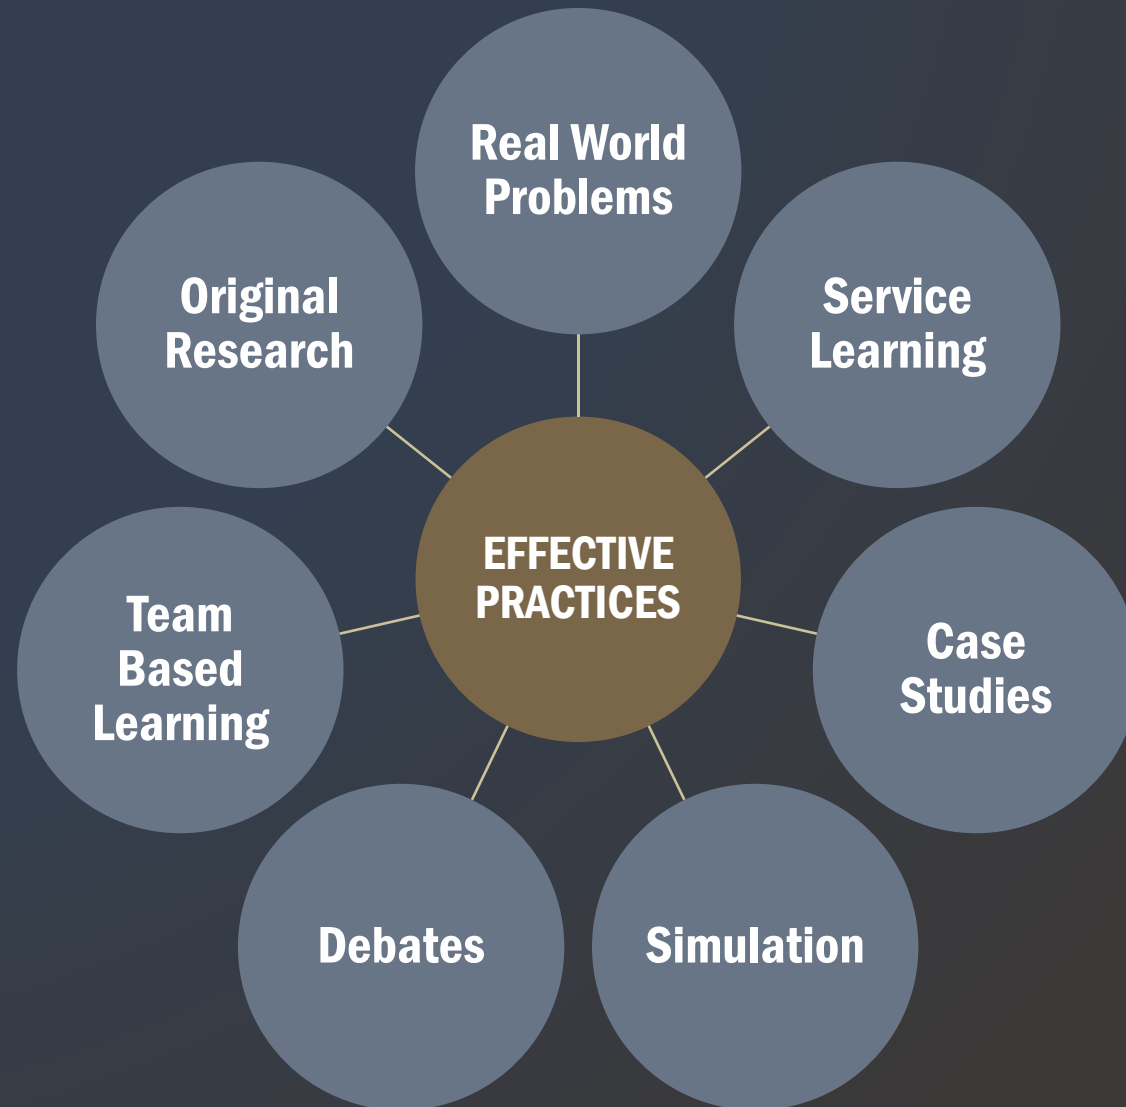 Real World
Problems
Original
Research
Service
Learning
EFFECTIVE
PRACTICES
Team
Based
Learning
Case
Studies
Debates
Simulation